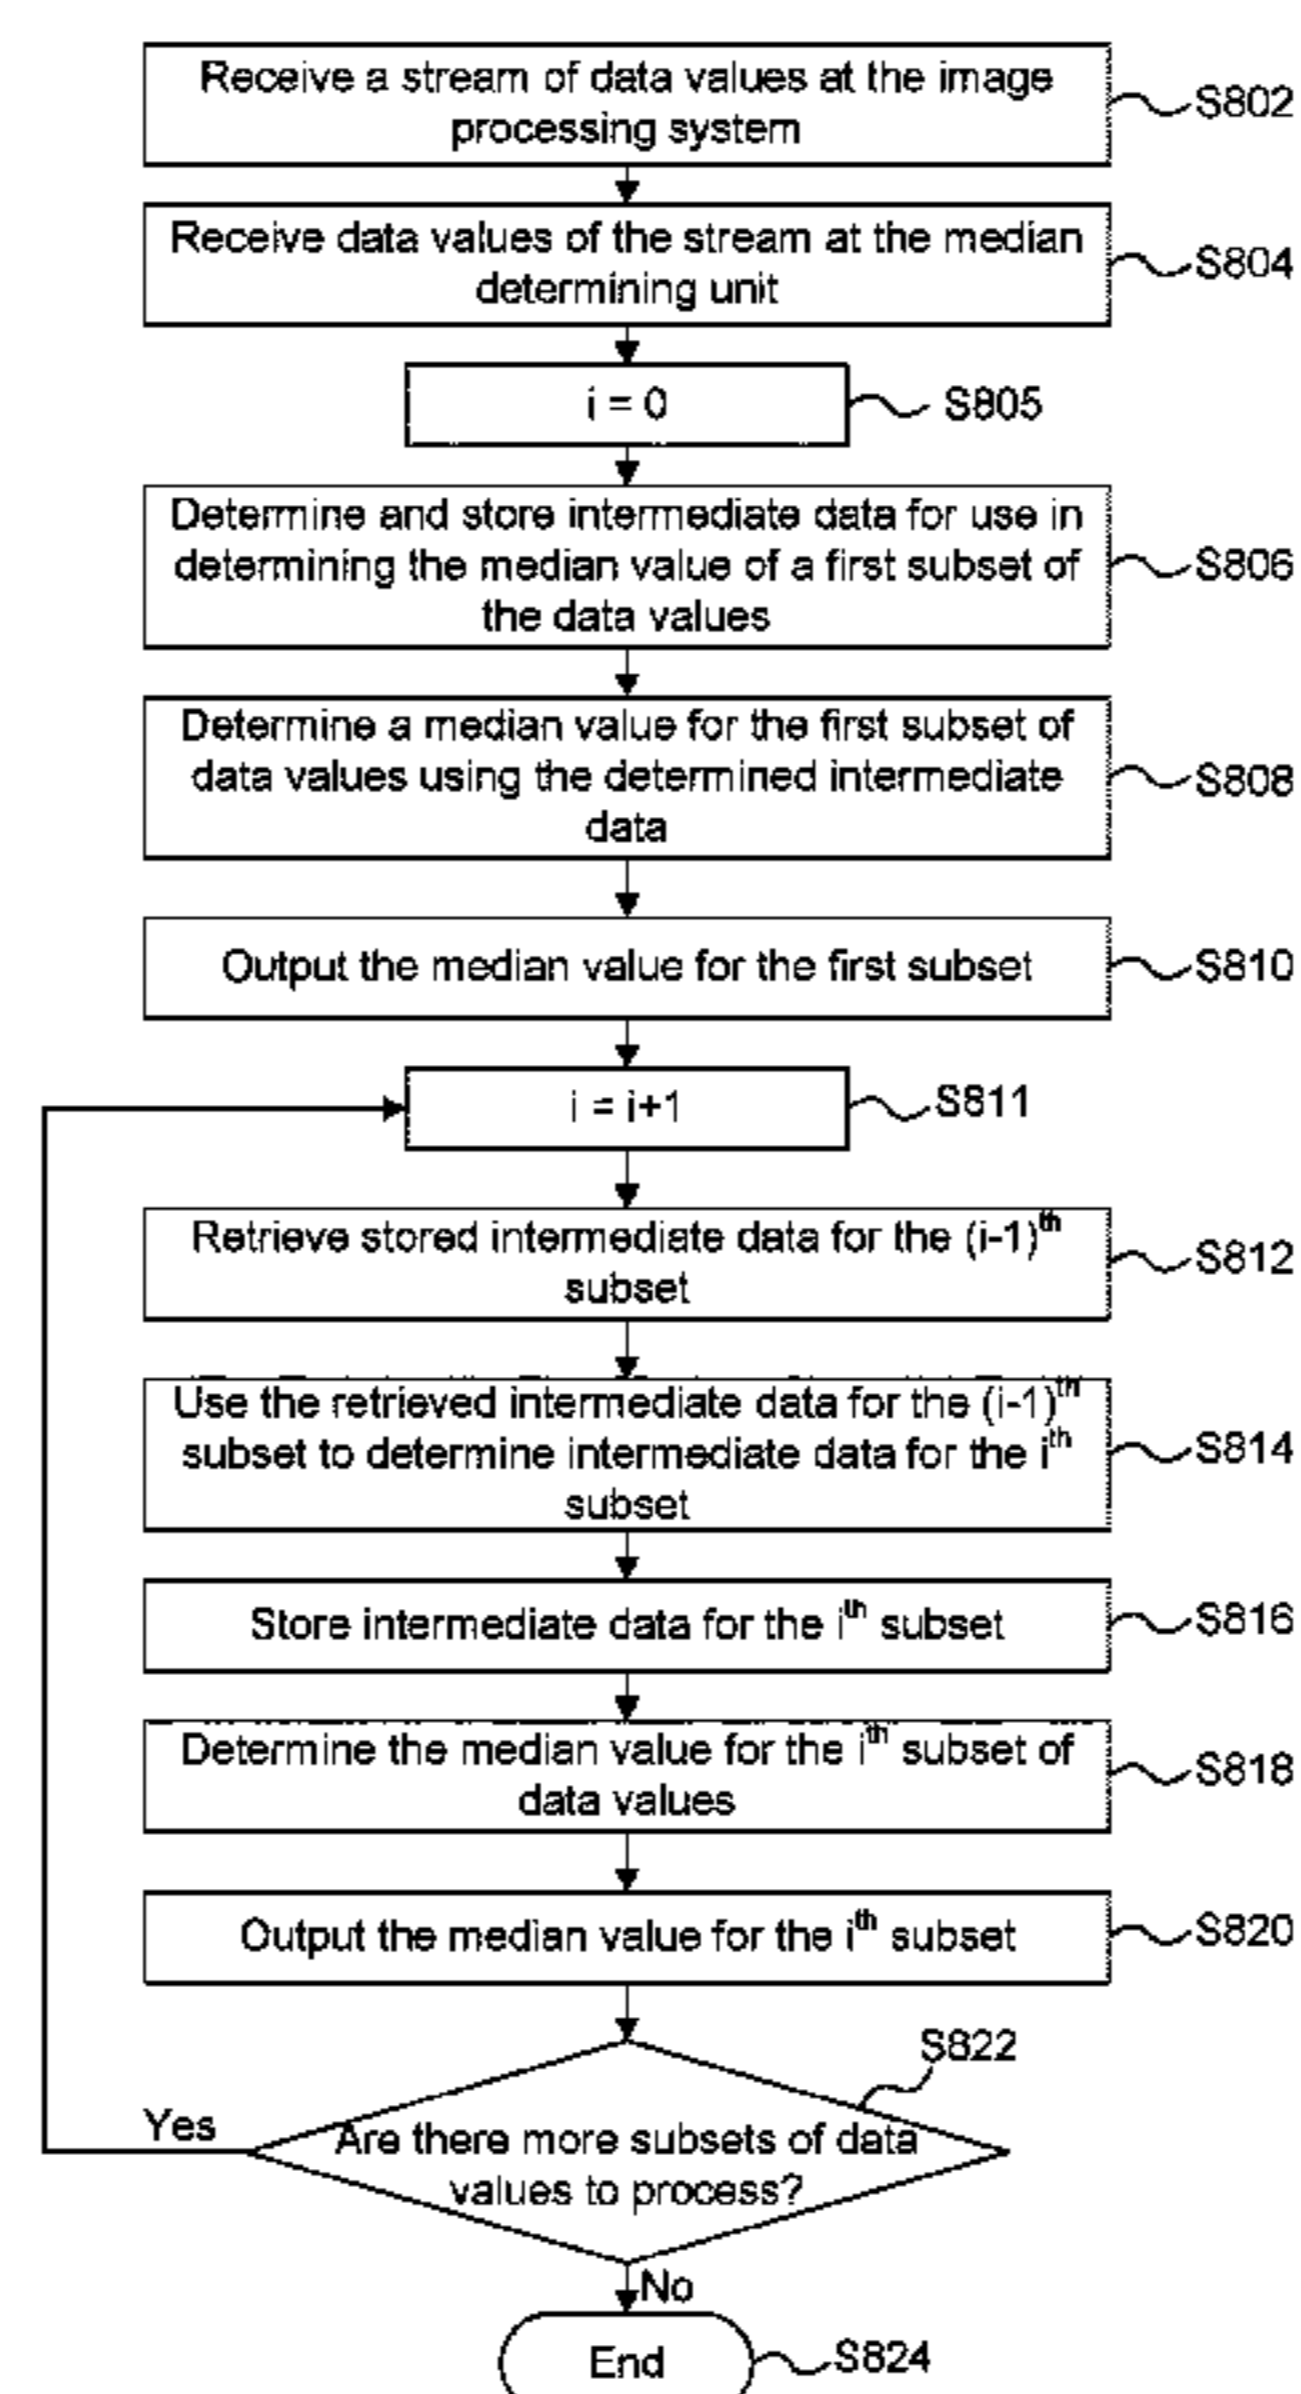 Receive a stream of data values at the image
processing system
S802
Receive data values of the stream at the median
determining unit
S804
i = 0
S805
Determine and store intermediate data for use in
determining the median value of a first subset of
the data values
S806
Determine a median value for the first subset of
data values using the determined intermediate
data
S808
Output the median value for the first subset
S810
i = i+1
S811
Retrieve stored intermediate data for the (i-1)th
subset
S812
Use the retrieved intermediate data for the (i-1)th
subset to determine intermediate data for the ith
subset
S814
Store intermediate data for the ith subset
S816
Determine the median value for the ith subset of
data values
S818
Output the median value for the ith subset
S820
S822
Yes
Are there more subsets of data
values to process?
No
End
S824